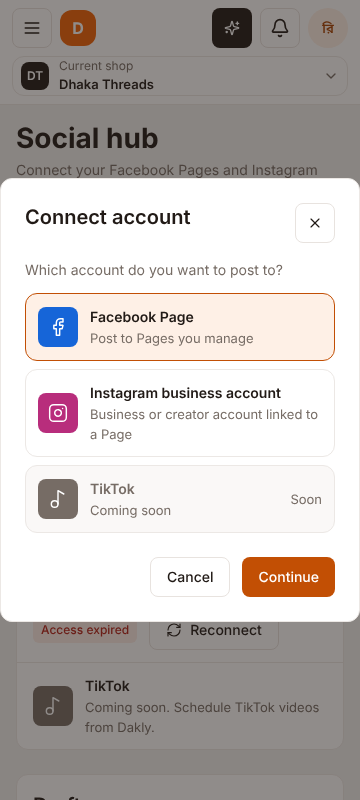 D
রি
DT
Current shop
Dhaka Threads
Social hub
Connect your Facebook Pages and Instagram
Connect account
Which account do you want to post to?
Facebook Page
Post to Pages you manage
Instagram business account
Business or creator account linked to
a Page
TikTok
Coming soon
Soon
Cancel
Continue
Access expired
Reconnect
TikTok
Coming soon. Schedule TikTok videos
from Dakly.